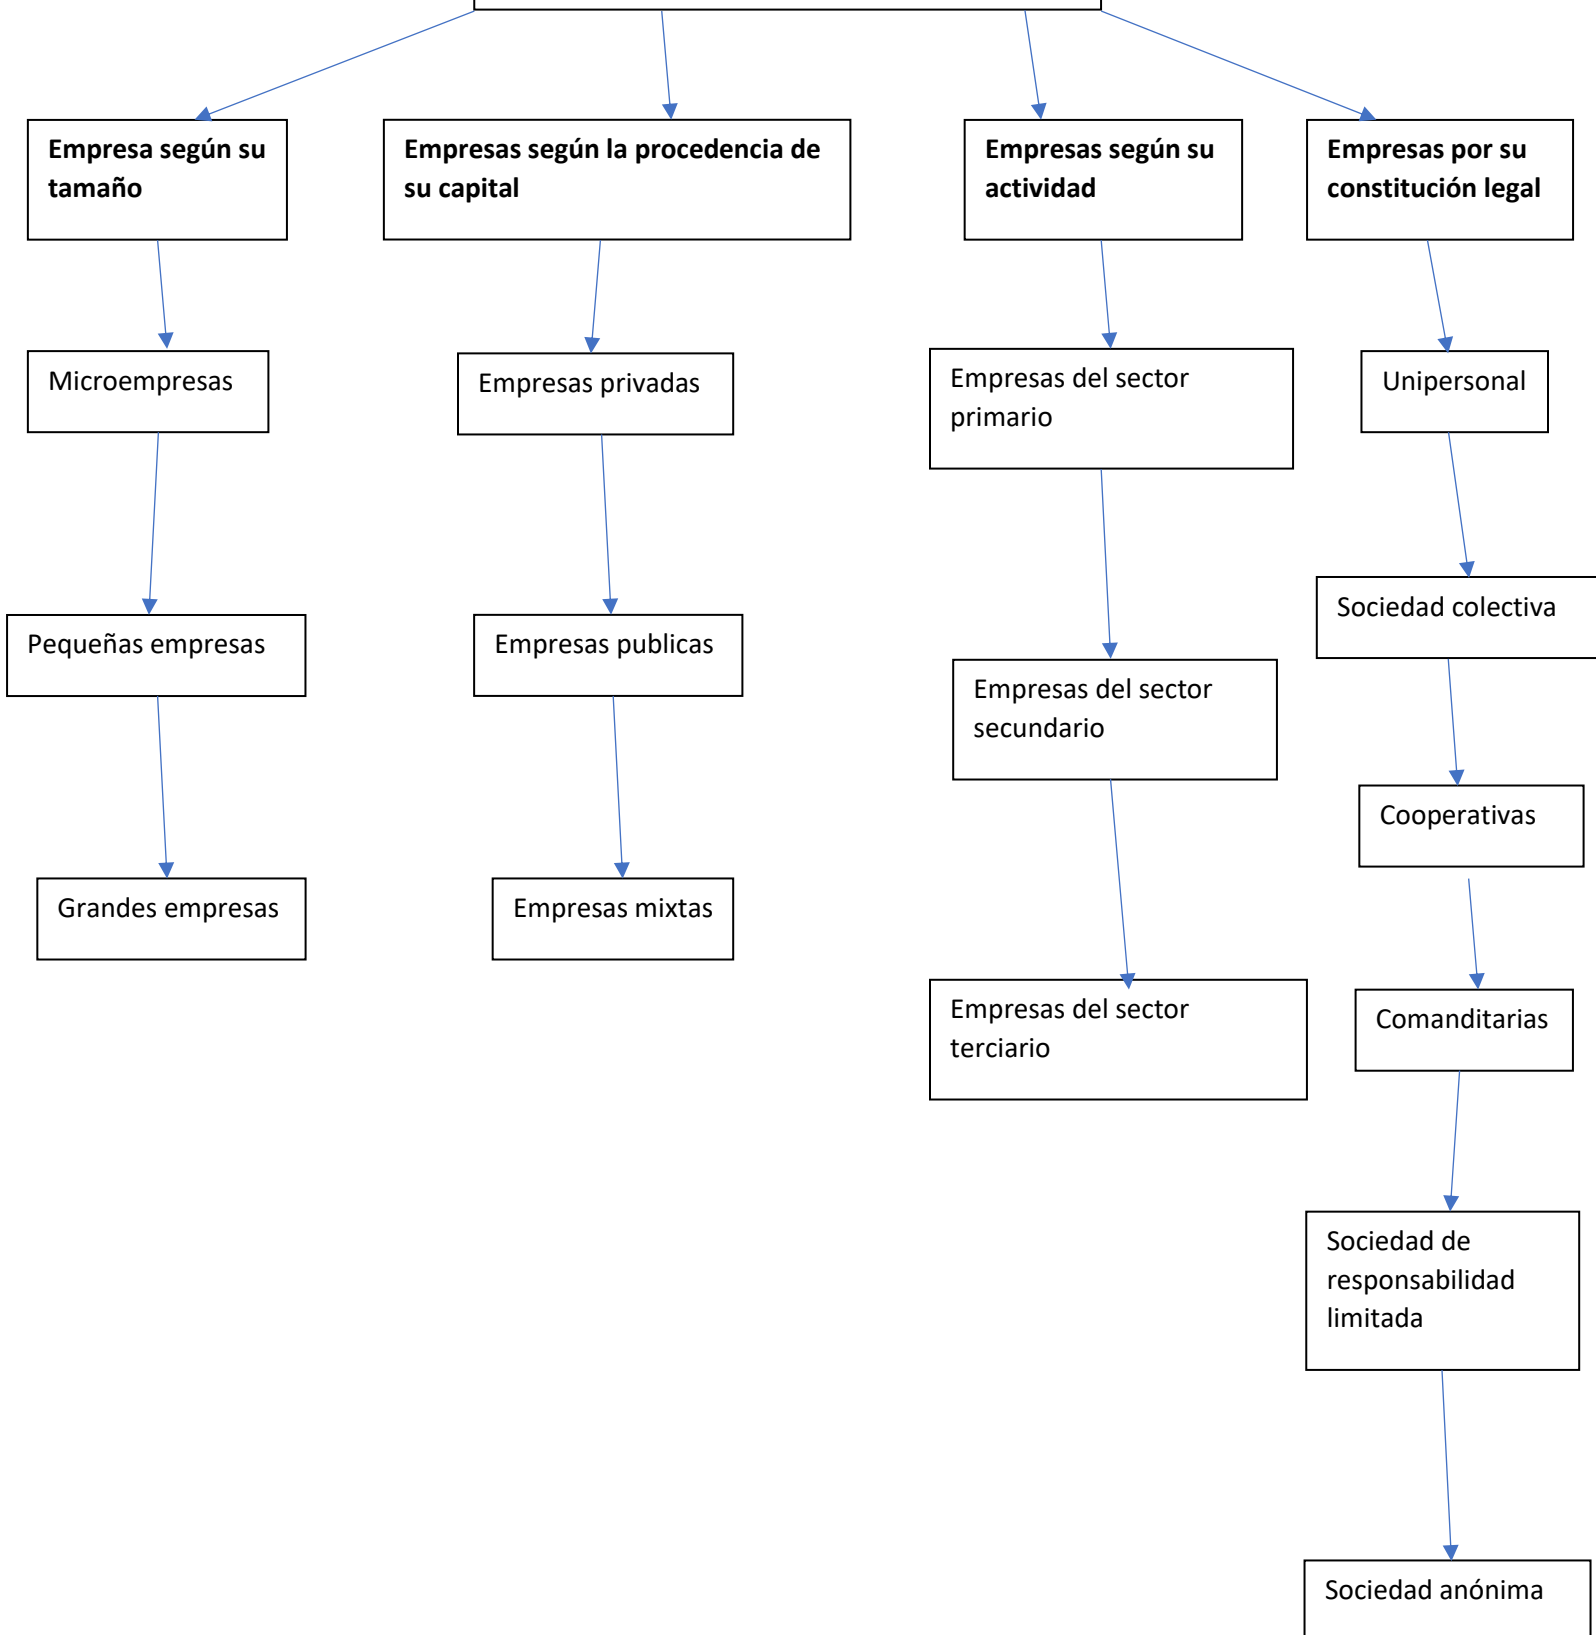 Empresa según su
tamaño
Empresas según la procedencia de
su capital
Empresas según su
actividad
Empresas por su
constitución legal
Microempresas
Empresas privadas
Empresas del sector
primario
Unipersonal
Sociedad colectiva
Pequeñas empresas
Empresas publicas
Empresas del sector
secundario
Cooperativas
Grandes empresas
Empresas mixtas
Empresas del sector
terciario
Comanditarias
Sociedad de
responsabilidad
limitada
Sociedad anónima